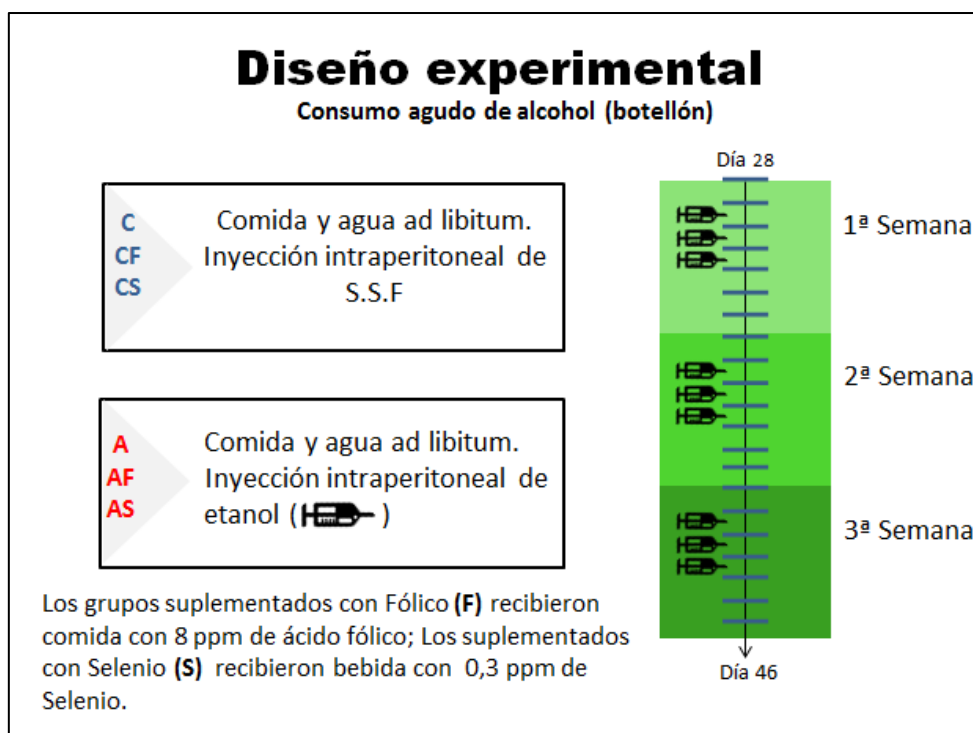 Diseño experimental
Consumo agudo de alcohol (botellón)
Día 28
C
CF
CS
Comida y agua ad libitum.
Inyección intraperitoneal de
S.S.F
1ª Semana
2ª Semana
A
AF
AS
Comida y agua ad libitum.
Inyección intraperitoneal de
etanol ( )
3ª Semana
Los grupos suplementados con Fólico (F) recibieron
comida con 8 ppm de ácido fólico; Los suplementados
con Selenio (S) recibieron bebida con 0,3 ppm de
Selenio.
Día 46